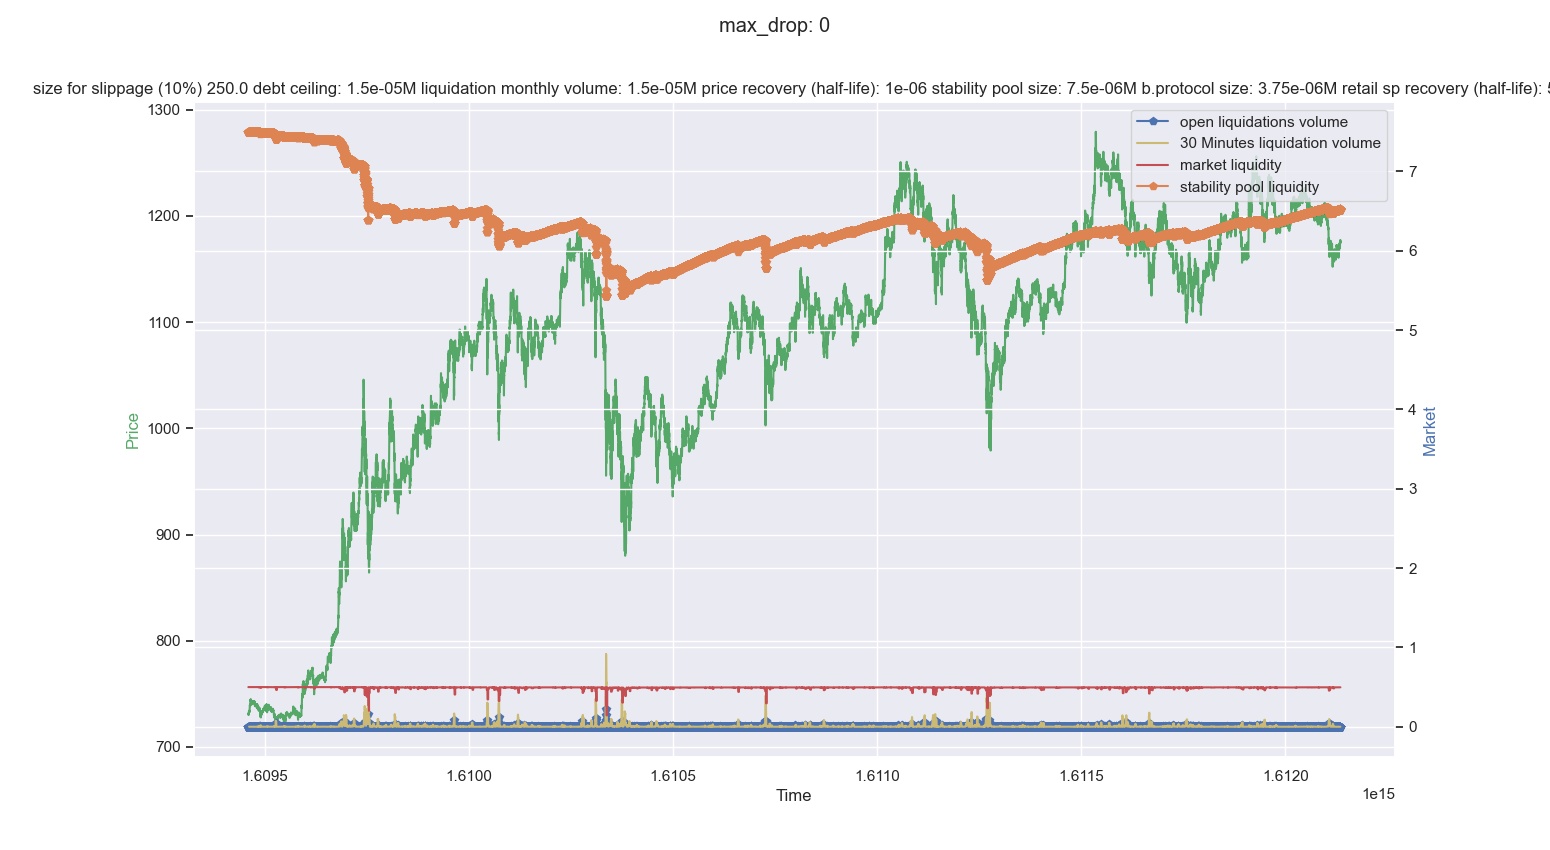 max_drop: 0
size for slippage (10%) 250.0 debt ceiling: 1.5e-05M liquidation monthly volume: 1.5e-05M price recovery (half-life): 1e-06 stability pool size: 7.5e-06M b.protocol size: 3.75e-06M retail sp recovery (half-life):
1300
1200
1100
1000
900
800
700
Price
open liquidations volume
30 Minutes liquidation volume
market liquidity
stability pool liquidity
7
6
5
4
3
2
1
0
Market
1.6095 1.6100 1.6105 1.6110 1.6115 1.6120
Time
1e15